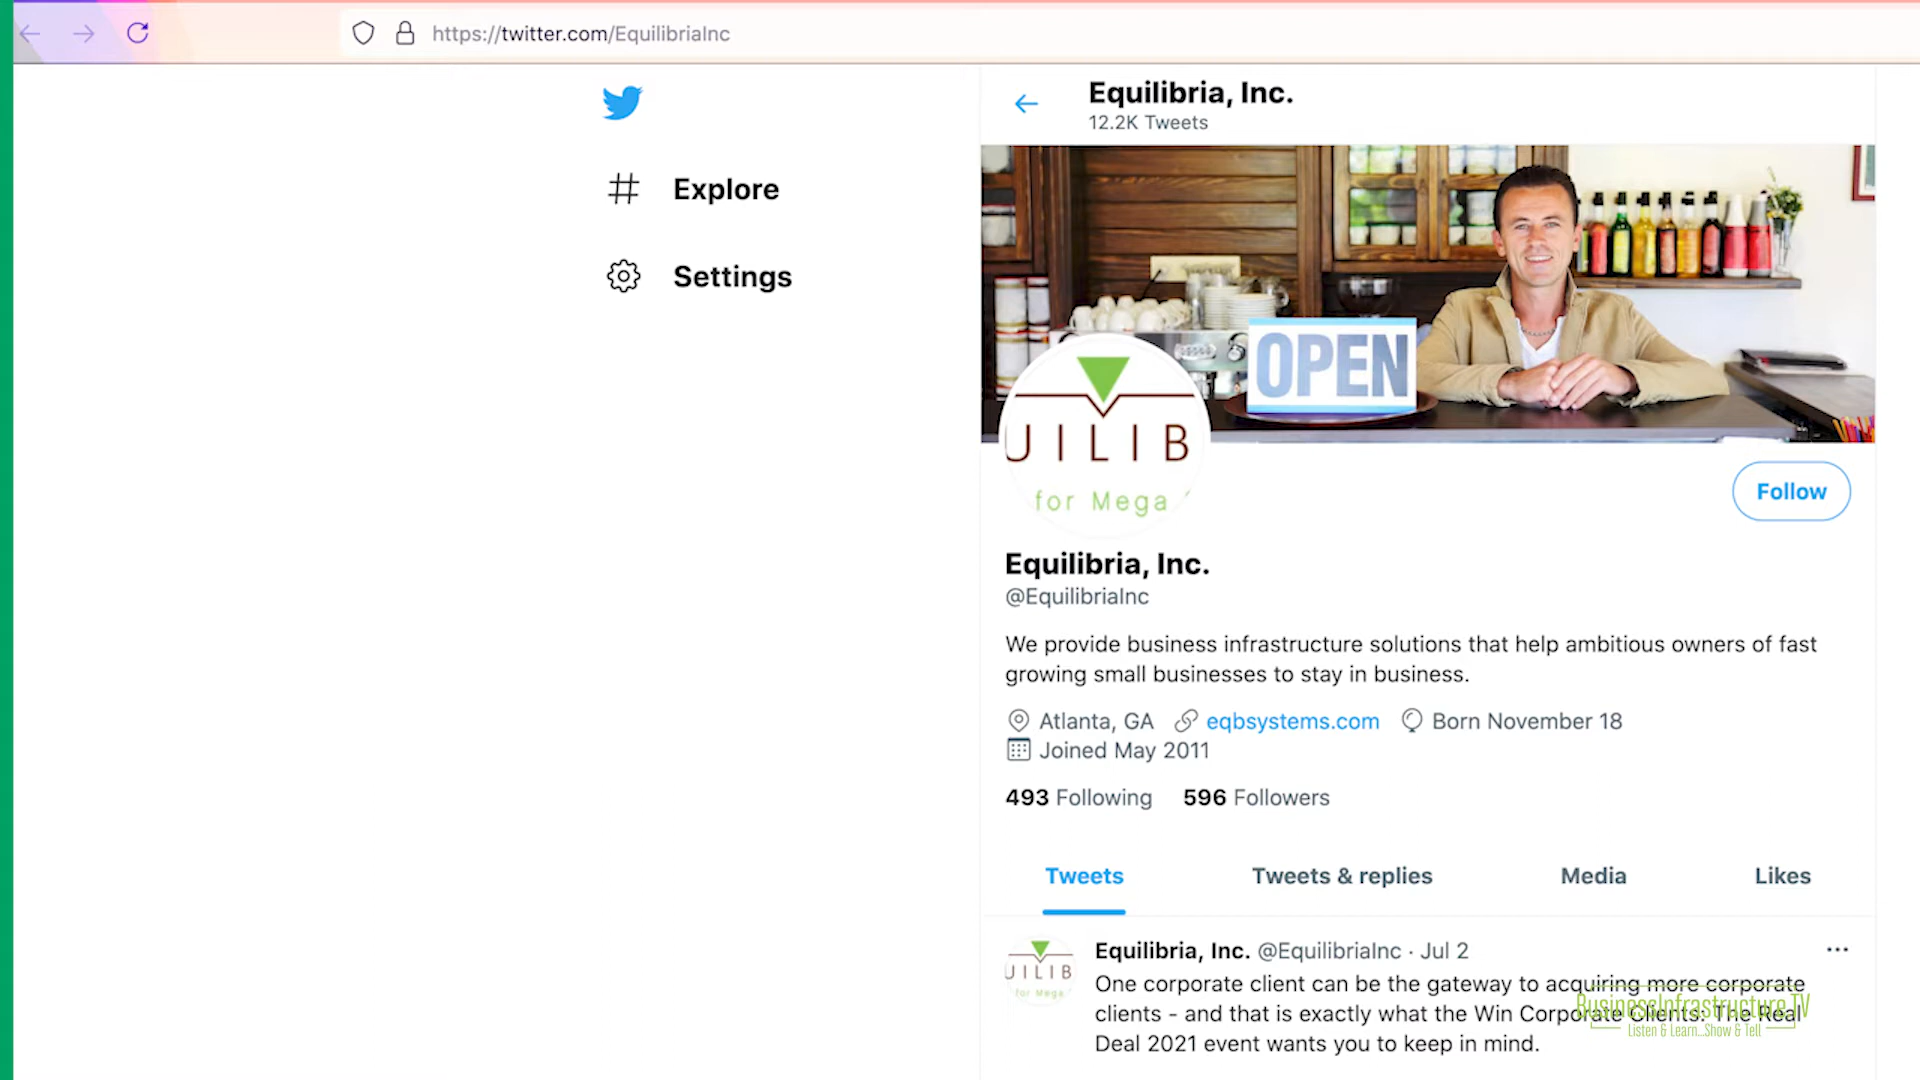 https://twitter.com/EquilibriaInc
Explore
Settings
Equilibria, Inc.
12.2K Tweets
OPEN
UILIB
for Mega
Follow
Equilibria, Inc.
@EquilibriaInc
We provide business infrastructure solutions that help ambitious owners of fast
growing small businesses to stay in business.
Atlanta, GA eqbsystems.com Born November 18
Joined May 2011
493 Following 596 Followers
Tweets Tweets & replies Media Likes
UILIB
for Mega
Equilibria, Inc. @EquilibriaInc · Jul 2
One corporate client can be the gateway to acquiring more corporate
clients - and that is exactly what the Win Corporate Clients: The Real
Deal 2021 event wants you to keep in mind.
BusinessInfrastructure.TV
Listen & Learn...Show & Tell